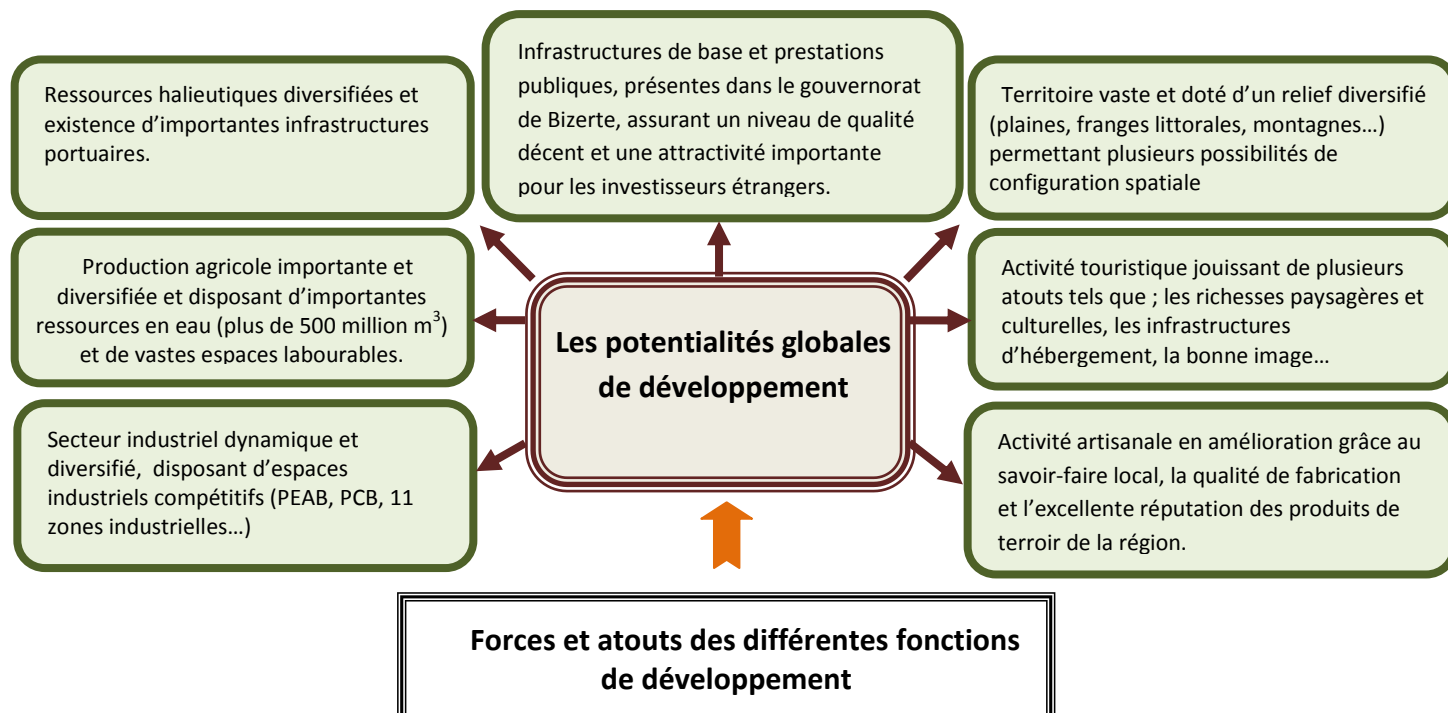 Ressources halieutiques diversifiées et
existence d’importantes infrastructures
portuaires.
Infrastructures de base et prestations
publiques, présentes dans le gouvernorat
de Bizerte, assurant un niveau de qualité
décent et une attractivité importante
pour les investisseurs étrangers.
Territoire vaste et doté d’un relief diversifié
(plaines, franges littorales, montagnes…)
permettant plusieurs possibilités de
configuration spatiale
Production agricole importante et
diversifiée et disposant d’importantes
ressources en eau (plus de 500 million m³)
et de vastes espaces labourables.
Les potentialités globales
de développement
Activité touristique jouissant de plusieurs
atouts tels que ; les richesses paysagères et
culturelles, les infrastructures
d’hébergement, la bonne image…
Secteur industriel dynamique et
diversifié, disposant d’espaces
industriels compétitifs (PEAB, PCB, 11
zones industrielles…)
Activité artisanale en amélioration grâce au
savoir-faire local, la qualité de fabrication
et l’excellente réputation des produits de
terroir de la région.
Forces et atouts des différentes fonctions
de développement